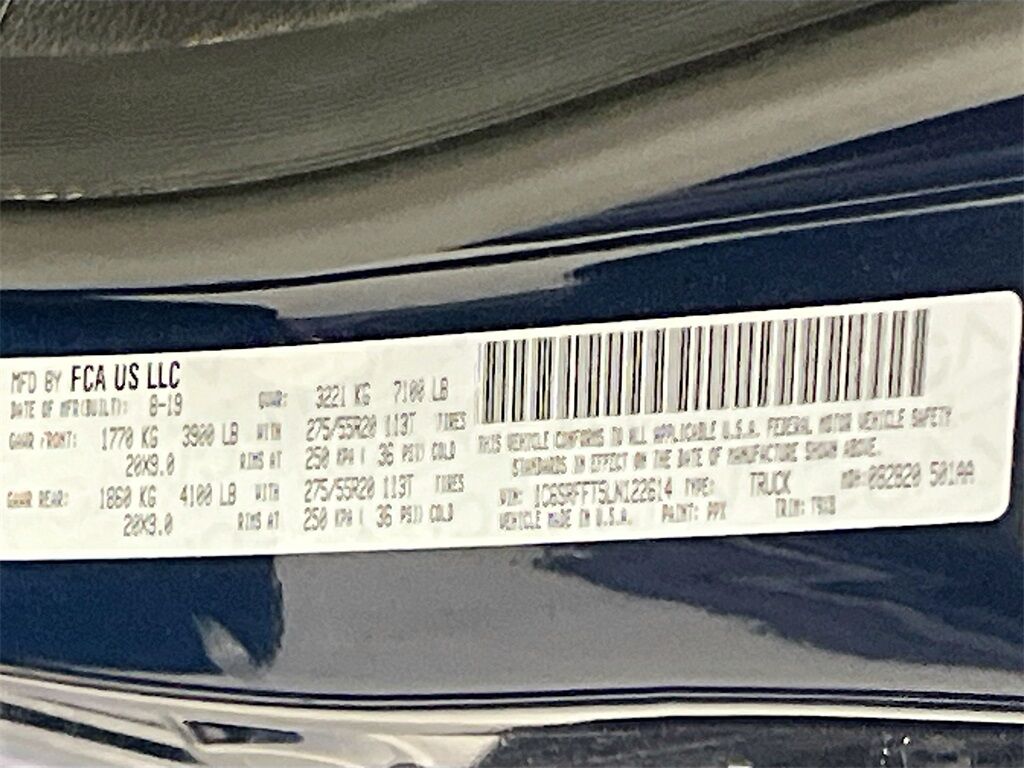 MFD BY FCA US LLC
DATE OF MFR(BUILT): 8-19 GVWR: 3221 KG 7100 LB
GAWR FRONT: 1770 KG 3900 LB WITH 275/55R20 113T TIRES
20X9.0 RIMS AT 250 KPA ( 36 PSI) COLD
GAWR REAR: 1860 KG 4100 LB WITH 275/55R20 113T TIRES
20X9.0 RIMS AT 250 KPA ( 36 PSI) COLD
THIS VEHICLE CONFORMS TO ALL APPLICABLE U.S.A. FEDERAL MOTOR VEHICLE SAFETY
STANDARDS IN EFFECT ON THE DATE OF MANUFACTURE SHOWN ABOVE.
VIN: 1C6SRFFT5LN122614 TYPE: TRUCK MDH: 082820 501AA
VEHICLE MADE IN U.S.A. PAINT: PPX TRIM: